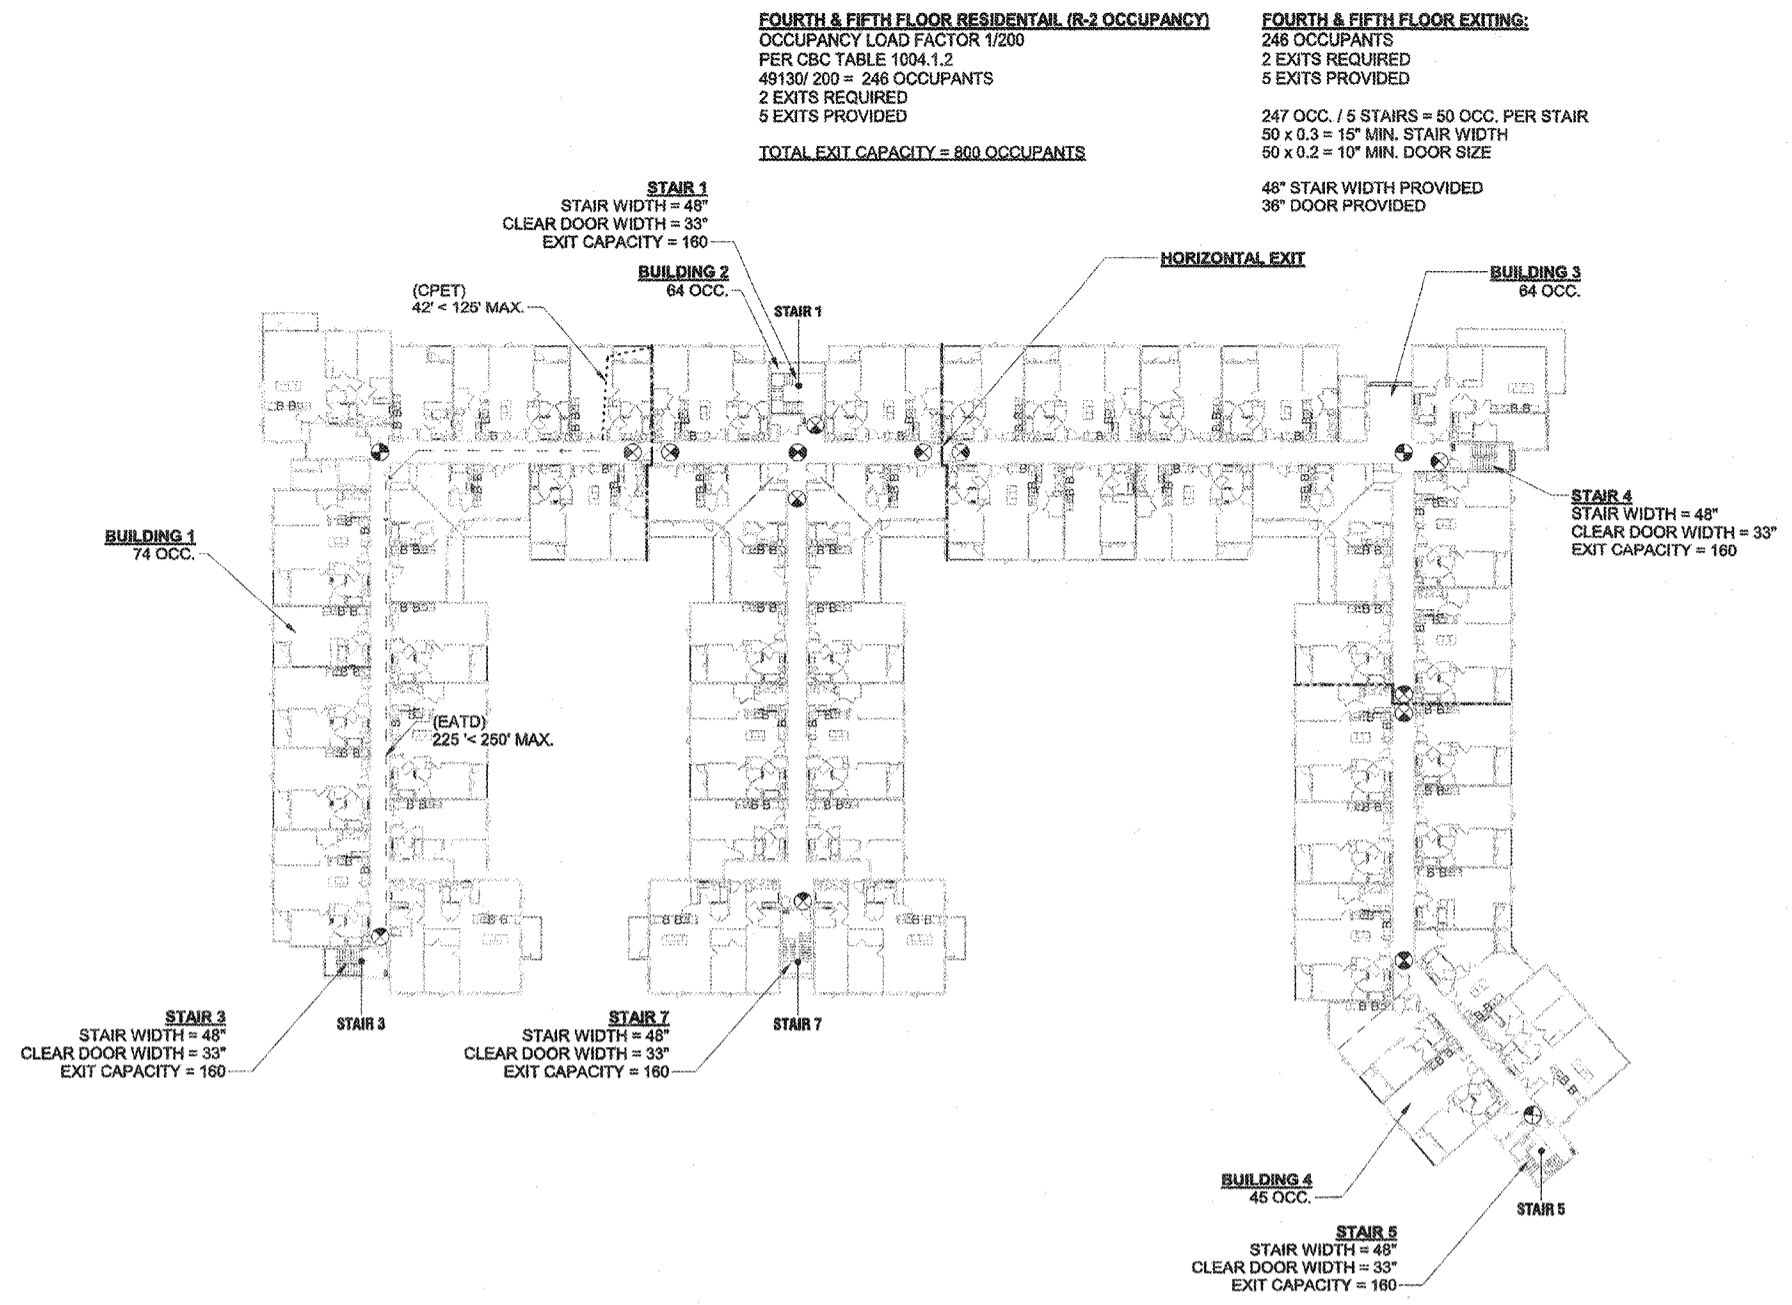 FOURTH & FIFTH FLOOR RESIDENTAIL (R-2 OCCUPANCY)
OCCUPANCY LOAD FACTOR 1/200
PER CBC TABLE 1004.1.2
49130/ 200 = 246 OCCUPANTS
2 EXITS REQUIRED
5 EXITS PROVIDED
TOTAL EXIT CAPACITY = 800 OCCUPANTS
FOURTH & FIFTH FLOOR EXITING:
246 OCCUPANTS
2 EXITS REQUIRED
5 EXITS PROVIDED
247 OCC. / 5 STAIRS = 50 OCC. PER STAIR
50 x 0.3 = 15" MIN. STAIR WIDTH
50 x 0.2 = 10" MIN. DOOR SIZE
48" STAIR WIDTH PROVIDED
36" DOOR PROVIDED
STAIR 1
STAIR WIDTH = 48"
CLEAR DOOR WIDTH = 33"
EXIT CAPACITY = 160
BUILDING 2
64 OCC.
(CPET)
42' < 125' MAX.
STAIR 1
HORIZONTAL EXIT
BUILDING 3
64 OCC.
STAIR 4
STAIR WIDTH = 48"
CLEAR DOOR WIDTH = 33"
EXIT CAPACITY = 160
BUILDING 1
74 OCC.
(EATD)
225 '< 250' MAX.
STAIR 3
STAIR WIDTH = 48"
CLEAR DOOR WIDTH = 33"
EXIT CAPACITY = 160
STAIR 3
STAIR 7
STAIR WIDTH = 48"
CLEAR DOOR WIDTH = 33"
EXIT CAPACITY = 160
STAIR 7
BUILDING 4
45 OCC.
STAIR 5
STAIR 5
STAIR WIDTH = 48"
CLEAR DOOR WIDTH = 33"
EXIT CAPACITY = 160